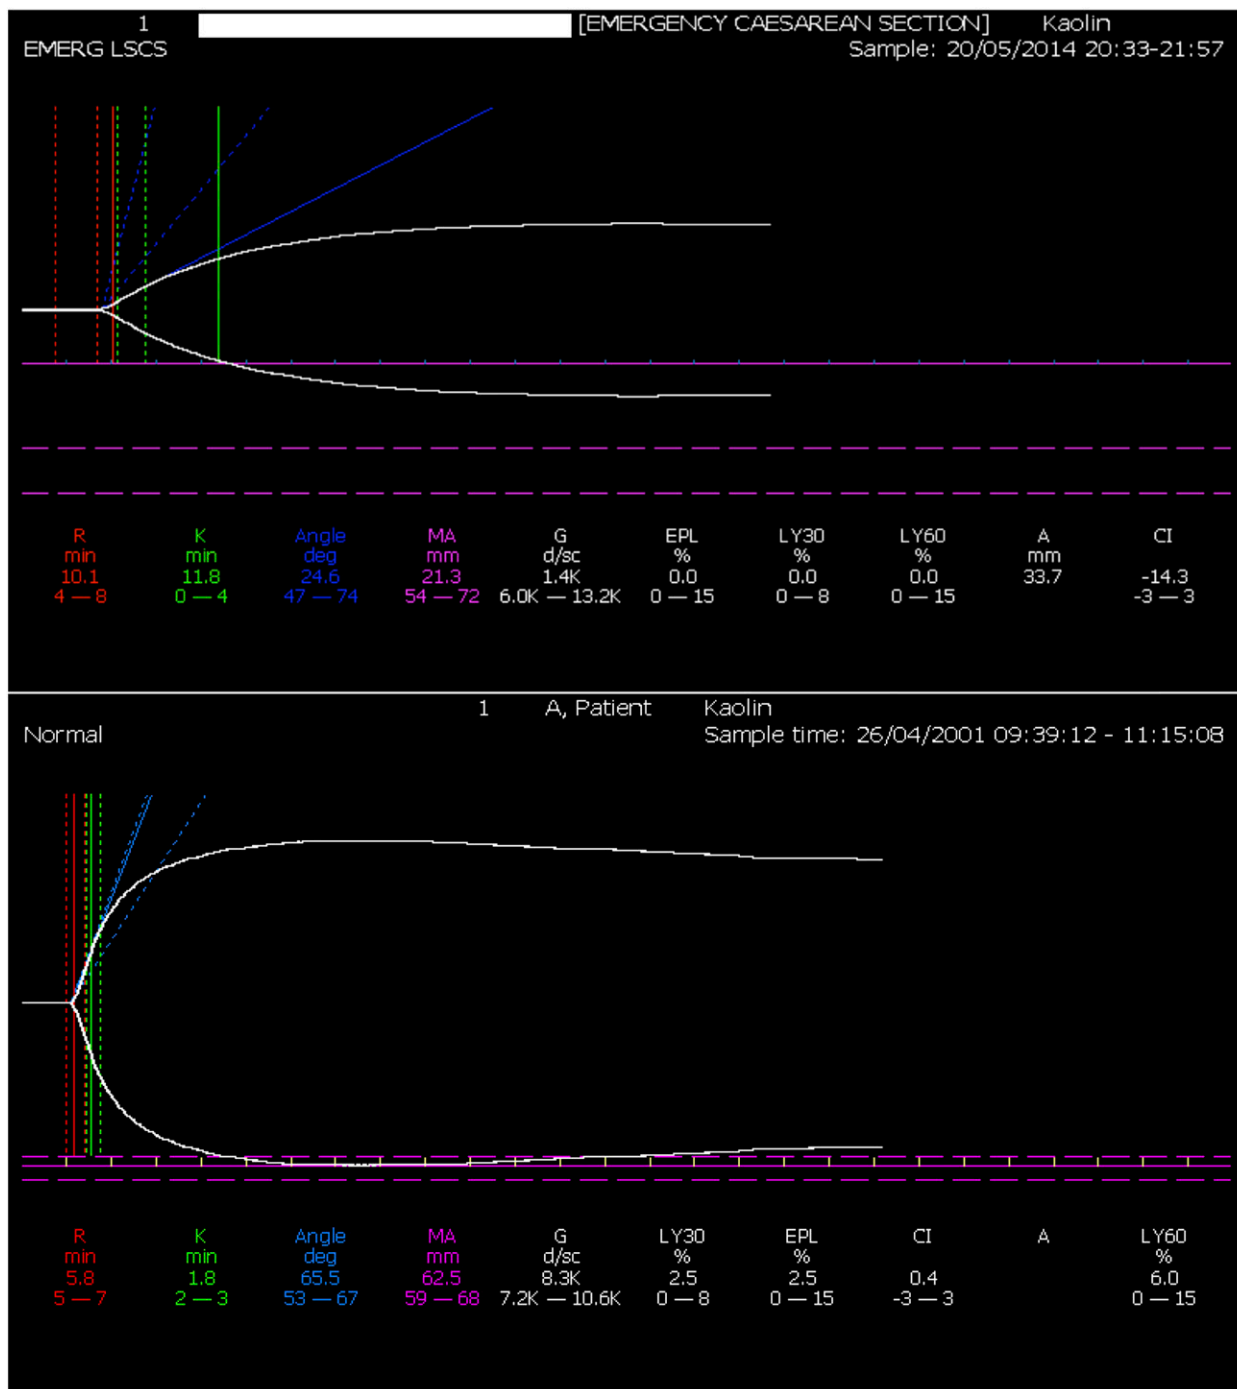 1 [EMERGENCY CAESAREAN SECTION] Kaolin
EMERG LSCS Sample: 20/05/2014 20:33-21:57
R K Angle MA G EPL LY30 LY60 A CI
min min deg mm d/sc % % % mm
10.1 11.8 24.6 21.3 1.4K 0.0 0.0 0.0 33.7 -14.3
4 — 8 0 — 4 47 — 74 54 — 72 6.0K — 13.2K 0 — 15 0 — 8 0 — 15 -3 — 3
1 A, Patient Kaolin
Normal Sample time: 26/04/2001 09:39:12 - 11:15:08
R K Angle MA G LY30 EPL CI A LY60
min min deg mm d/sc % % %
5.8 1.8 65.5 62.5 8.3K 2.5 2.5 0.4 6.0
5 — 7 2 — 3 53 — 67 59 — 68 7.2K — 10.6K 0 — 8 0 — 15 -3 — 3 0 — 15